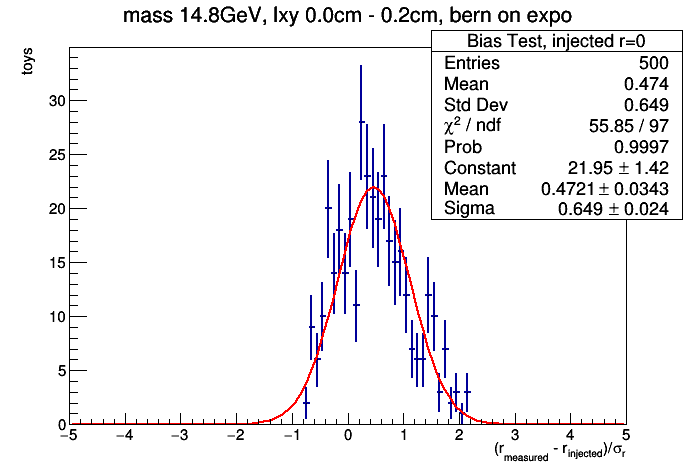 mass 14.8GeV, lxy 0.0cm - 0.2cm, bern on expo
Bias Test, injected r=0
Entries 500
Mean 0.474
Std Dev 0.649
χ² / ndf 55.85 / 97
Prob 0.9997
Constant 21.95 ± 1.42
Mean 0.4721 ± 0.0343
Sigma 0.649 ± 0.024
toys
30
25
20
15
10
5
0
−5 −4 −3 −2 −1 0 1 2 3 4 5
(r_measured - r_injected)/σ_r